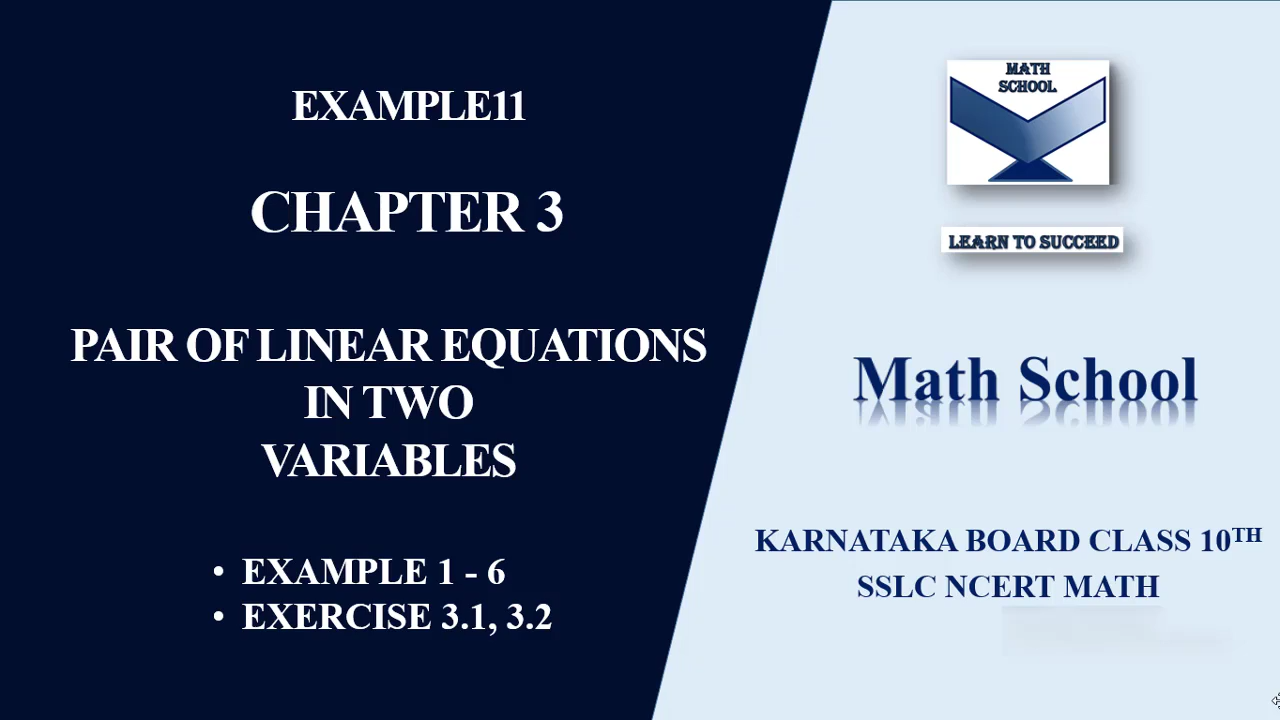 EXAMPLE11
CHAPTER 3
PAIR OF LINEAR EQUATIONS
IN TWO
VARIABLES
• EXAMPLE 1 - 6
• EXERCISE 3.1, 3.2
MATH
SCHOOL
LEARN TO SUCCEED
Math School
KARNATAKA BOARD CLASS 10TH
SSLC NCERT MATH